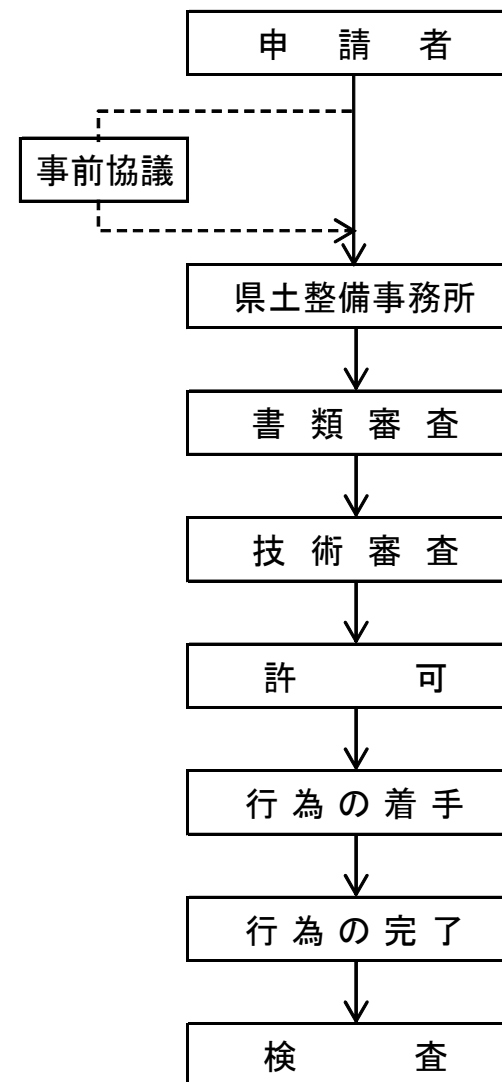 申請者
事前協議
県土整備事務所
書類審査
技術審査
許可
行為の着手
行為の完了
検査